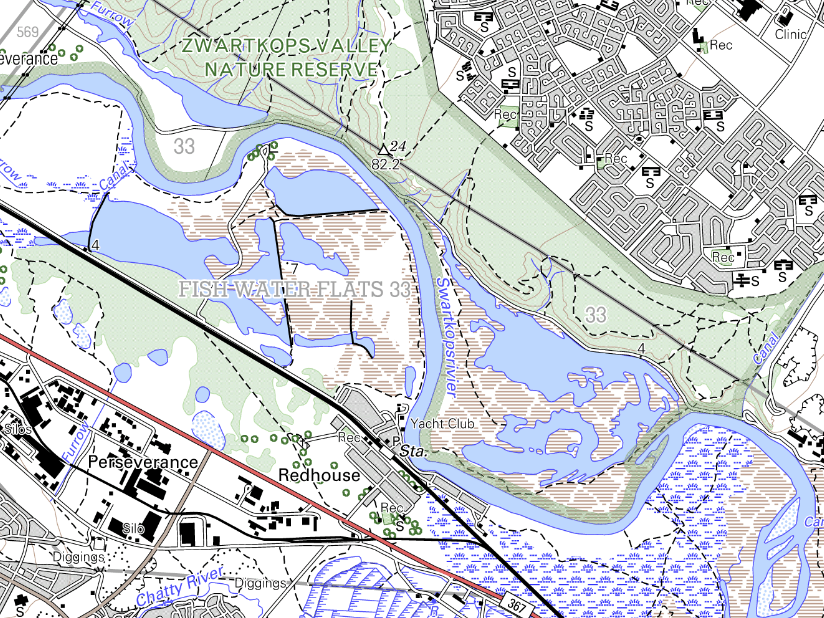 Furrow
569
everance
ZWARTKOPS VALLEY
NATURE RESERVE
Rec
Rec
Clinic
S
S
S
S
33
24
82.2
Rec
S
S
Rec
S
Canal
S
4
Rec
S
S
7
FISH WATER FLATS 33
Swartkopsrivier
33
4
Canal
Yacht Club
Silos
S
Furrow
Rec
P
Sta.
Perseverance
Redhouse
Rec
S
Silo
Diggings
Diggings
Chatty River
R
367
S